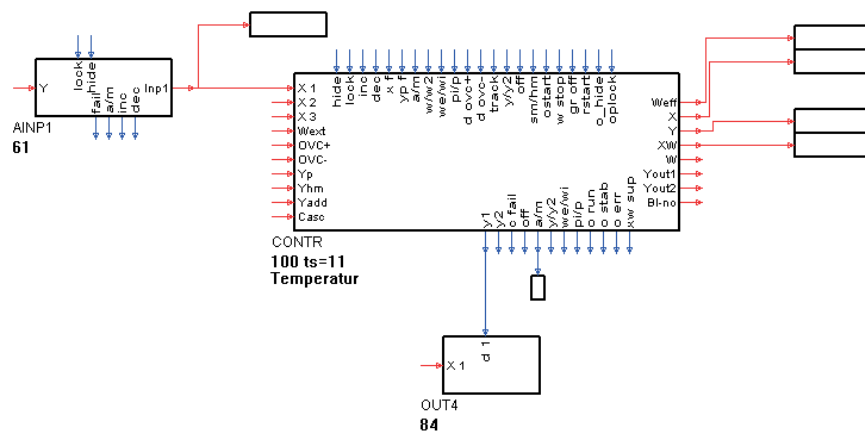 lock
hide
Y
Inp1
fail
a/m
inc
dec
AINP1
61
hide
lock
inc
dec
x f
yp f
a/m
w/w2
we/wi
pi/p
d ovc+
d ovc-
track
y/y2
off
sm/hm
o start
w stop
gr off
rstart
o_hide
oplock
X 1
X 2
X 3
Wext
OVC+
OVC-
Yp
Yhm
Yadd
Casc
Weff
X
Y
XW
W
Yout1
Yout2
Bl-no
y1
y2
c fail
off
a/m
y/y2
we/wi
pi/p
o run
o stab
o err
xw sup
CONTR
100 ts=11
Temperatur
d 1
X 1
OUT4
84